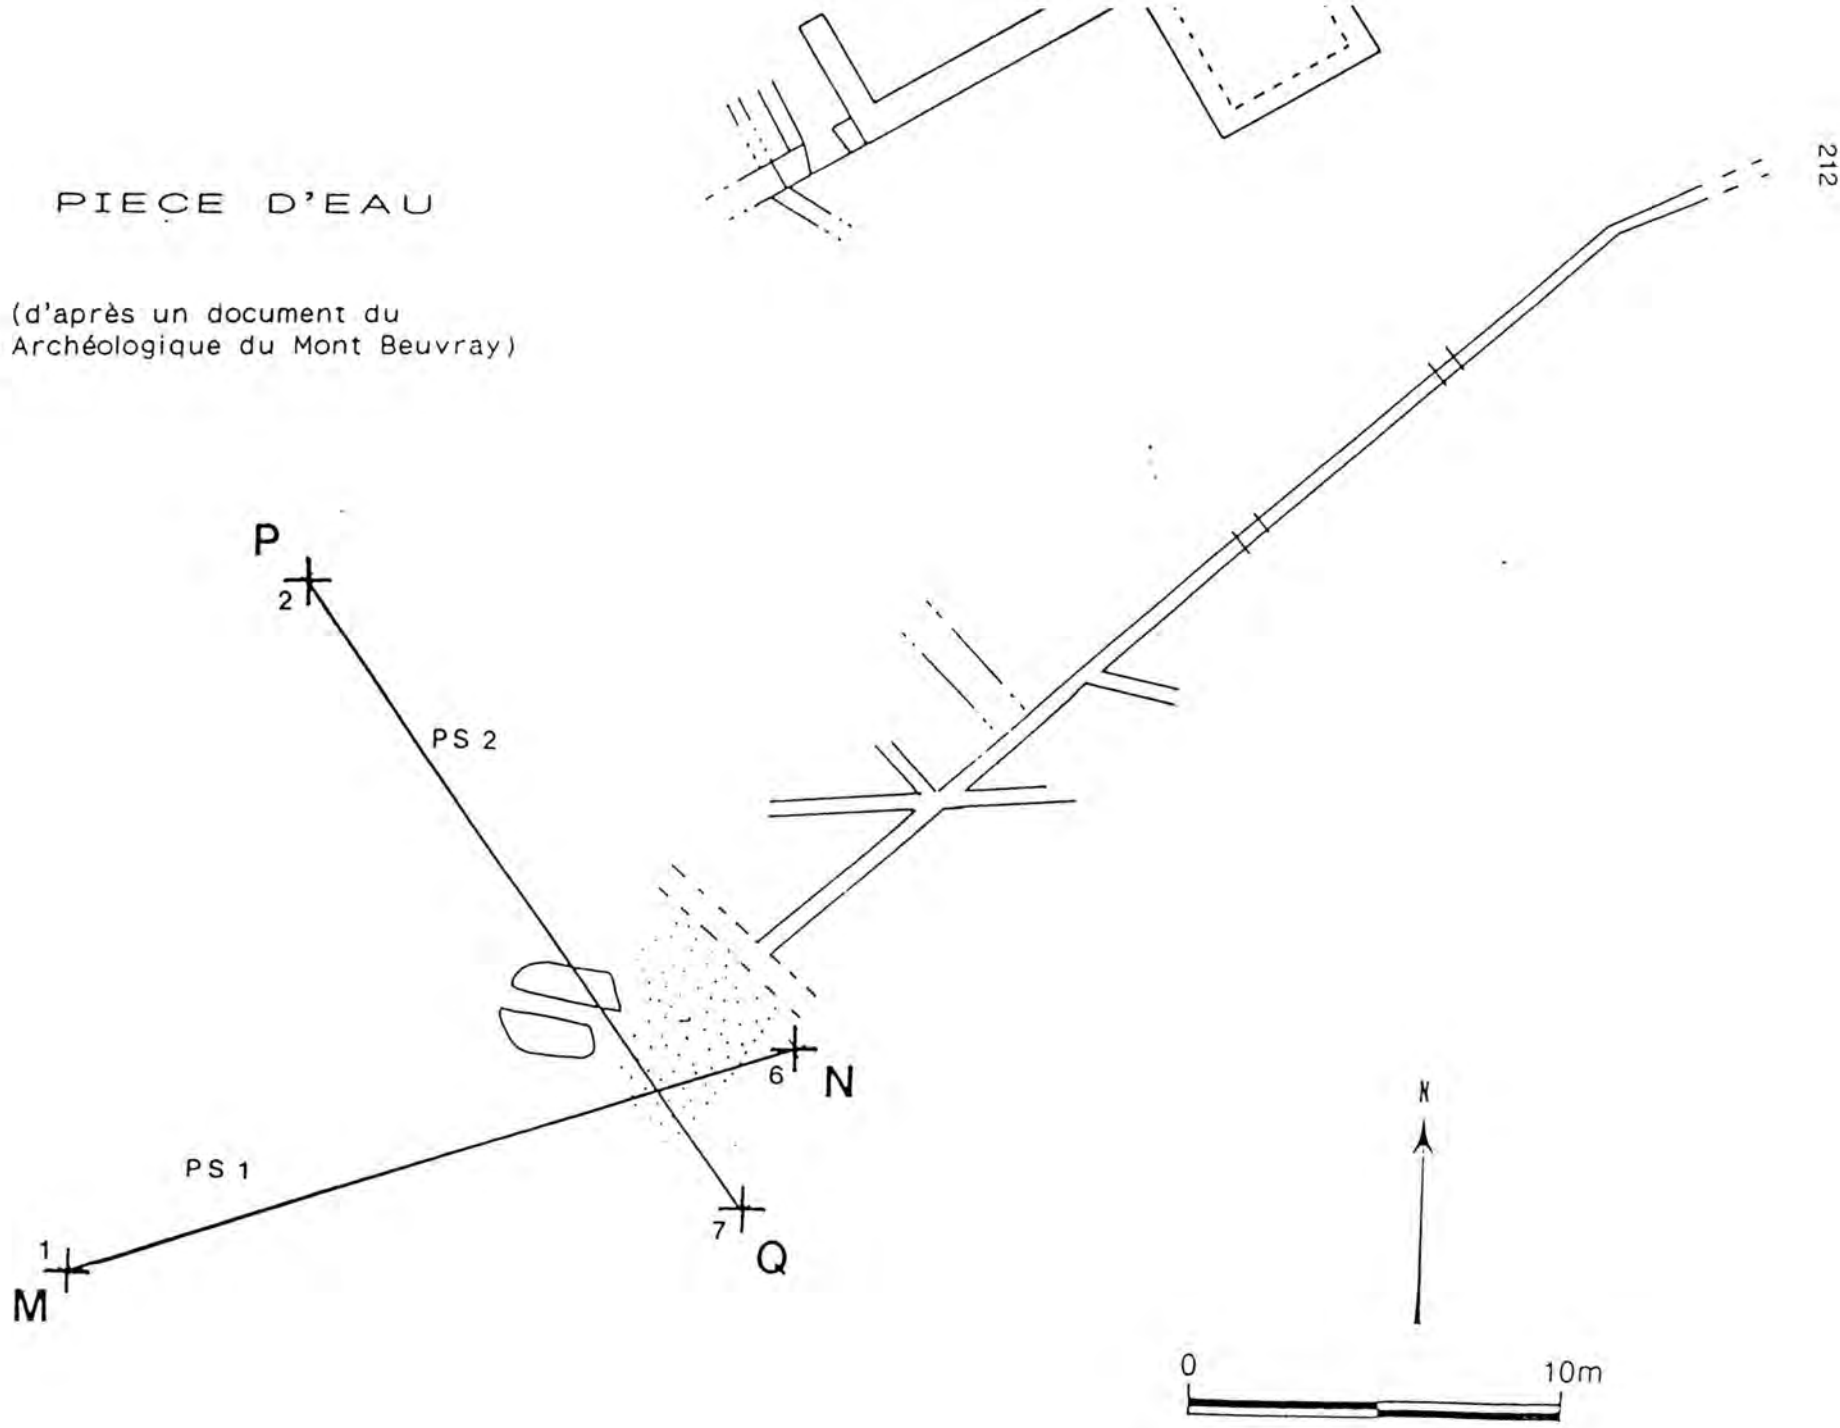 212
PIECE D'EAU
(d'après un document du
Archéologique du Mont Beuvray)
P
2
PS 2
6
N
PS 1
1
M
7
Q
N
0
10m